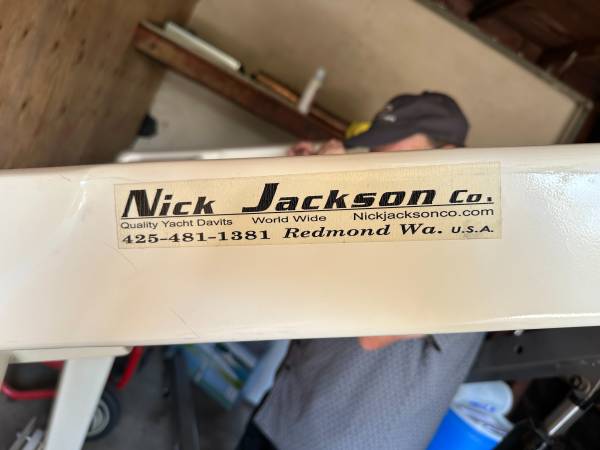 Nick Jackson Co.
Quality Yacht Davits World Wide Nickjacksonco.com
425-481-1381 Redmond Wa. U.S.A.